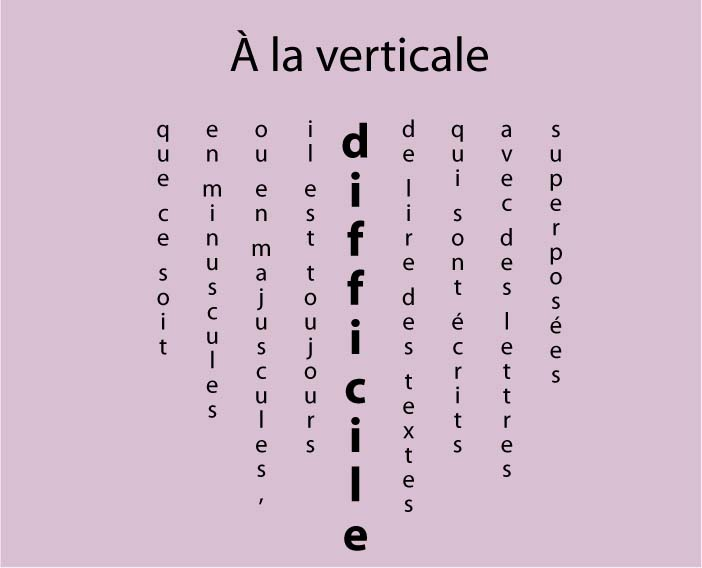 À la verticale
que ce soit
en minuscules
ou en majuscules,
il est toujours
difficile
de lire des textes
qui sont écrits
avec des lettres
superposées